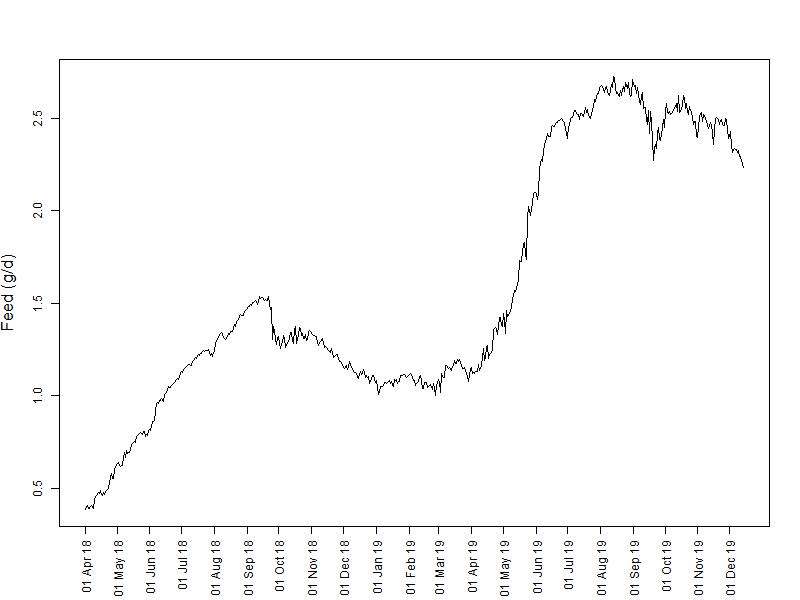 Feed (g/d)
2.5
2.0
1.5
1.0
0.5
01 Apr 18
01 May 18
01 Jun 18
01 Jul 18
01 Aug 18
01 Sep 18
01 Oct 18
01 Nov 18
01 Dec 18
01 Jan 19
01 Feb 19
01 Mar 19
01 Apr 19
01 May 19
01 Jun 19
01 Jul 19
01 Aug 19
01 Sep 19
01 Oct 19
01 Nov 19
01 Dec 19